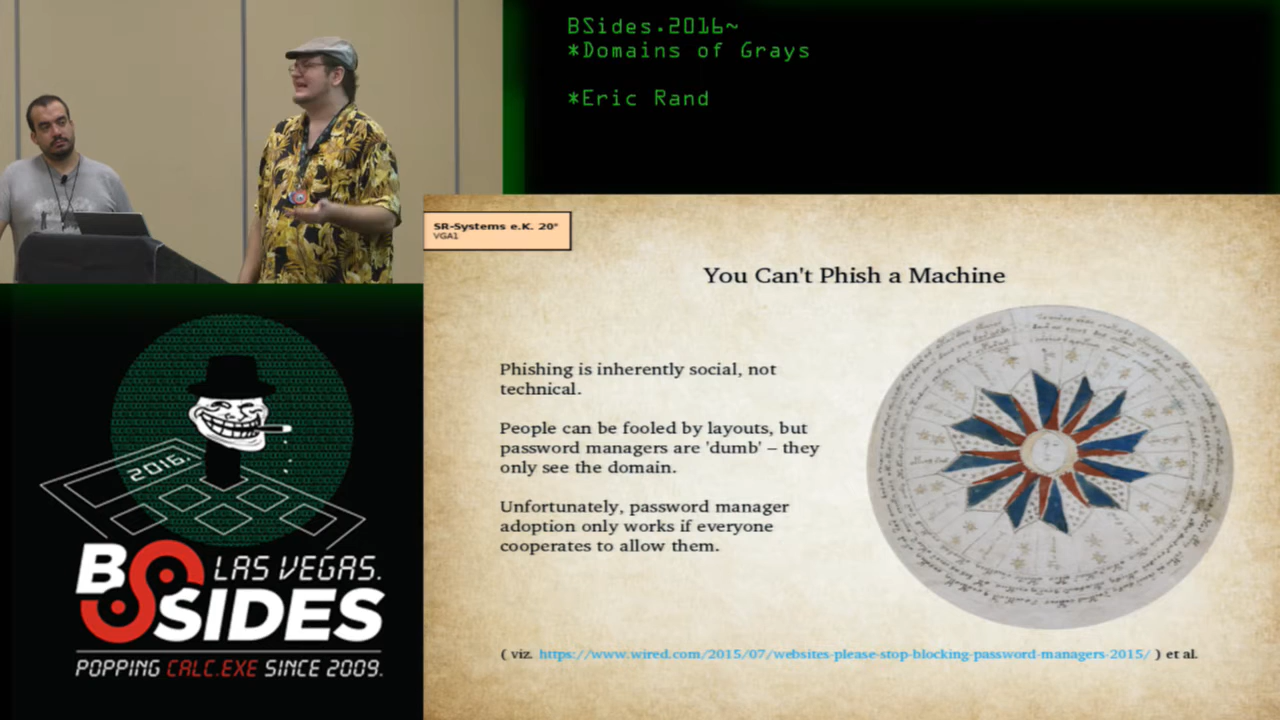 BSides.2016~
*Domains of Grays
*Eric Rand
SR-Systems e.K. 20"
VGA1
You Can't Phish a Machine
Phishing is inherently social, not
technical.
People can be fooled by layouts, but
password managers are 'dumb' – they
only see the domain.
Unfortunately, password manager
adoption only works if everyone
cooperates to allow them.
( viz. https://www.wired.com/2015/07/websites-please-stop-blocking-password-managers-2015/ ) et al.
2016.
BSIDES
LAS VEGAS.
POPPING CALC.EXE SINCE 2009.